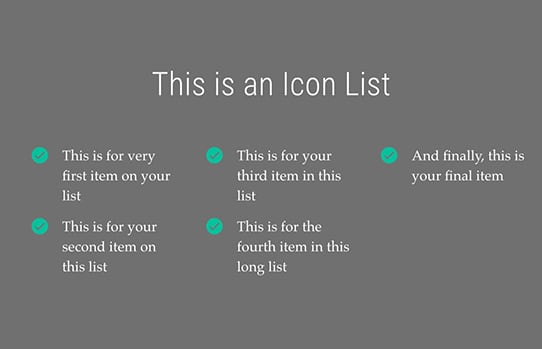 This is an Icon List
This is for very
first item on your
list
This is for your
second item on
this list
This is for your
third item in this
list
This is for the
fourth item in this
long list
And finally, this is
your final item